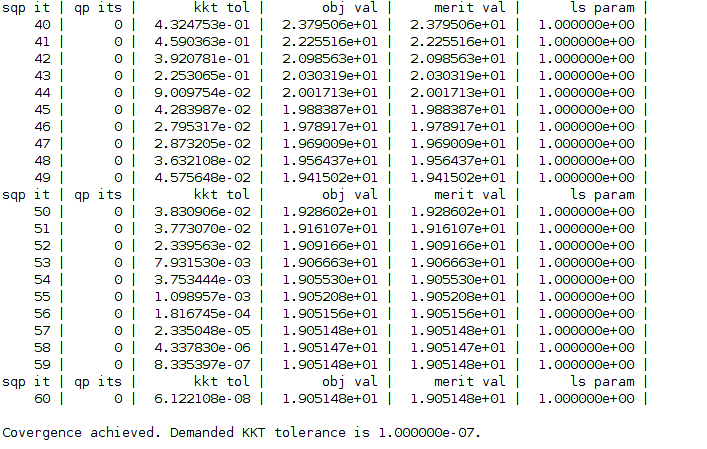 sqp it | qp its | kkt tol | obj val | merit val | ls param |
40 | 0 | 4.324753e-01 | 2.379506e+01 | 2.379506e+01 | 1.000000e+00 |
41 | 0 | 4.590363e-01 | 2.225516e+01 | 2.225516e+01 | 1.000000e+00 |
42 | 0 | 3.920781e-01 | 2.098563e+01 | 2.098563e+01 | 1.000000e+00 |
43 | 0 | 2.253065e-01 | 2.030319e+01 | 2.030319e+01 | 1.000000e+00 |
44 | 0 | 9.009754e-02 | 2.001713e+01 | 2.001713e+01 | 1.000000e+00 |
45 | 0 | 4.283987e-02 | 1.988387e+01 | 1.988387e+01 | 1.000000e+00 |
46 | 0 | 2.795317e-02 | 1.978917e+01 | 1.978917e+01 | 1.000000e+00 |
47 | 0 | 2.873205e-02 | 1.969009e+01 | 1.969009e+01 | 1.000000e+00 |
48 | 0 | 3.632108e-02 | 1.956437e+01 | 1.956437e+01 | 1.000000e+00 |
49 | 0 | 4.575648e-02 | 1.941502e+01 | 1.941502e+01 | 1.000000e+00 |
sqp it | qp its | kkt tol | obj val | merit val | ls param |
50 | 0 | 3.830906e-02 | 1.928602e+01 | 1.928602e+01 | 1.000000e+00 |
51 | 0 | 3.773070e-02 | 1.916107e+01 | 1.916107e+01 | 1.000000e+00 |
52 | 0 | 2.339563e-02 | 1.909166e+01 | 1.909166e+01 | 1.000000e+00 |
53 | 0 | 7.931530e-03 | 1.906663e+01 | 1.906663e+01 | 1.000000e+00 |
54 | 0 | 3.753444e-03 | 1.905530e+01 | 1.905530e+01 | 1.000000e+00 |
55 | 0 | 1.098957e-03 | 1.905208e+01 | 1.905208e+01 | 1.000000e+00 |
56 | 0 | 1.816745e-04 | 1.905156e+01 | 1.905156e+01 | 1.000000e+00 |
57 | 0 | 2.335048e-05 | 1.905148e+01 | 1.905148e+01 | 1.000000e+00 |
58 | 0 | 4.337830e-06 | 1.905147e+01 | 1.905147e+01 | 1.000000e+00 |
59 | 0 | 8.335397e-07 | 1.905148e+01 | 1.905148e+01 | 1.000000e+00 |
sqp it | qp its | kkt tol | obj val | merit val | ls param |
60 | 0 | 6.122108e-08 | 1.905148e+01 | 1.905148e+01 | 1.000000e+00 |
Covergence achieved. Demanded KKT tolerance is 1.000000e-07.